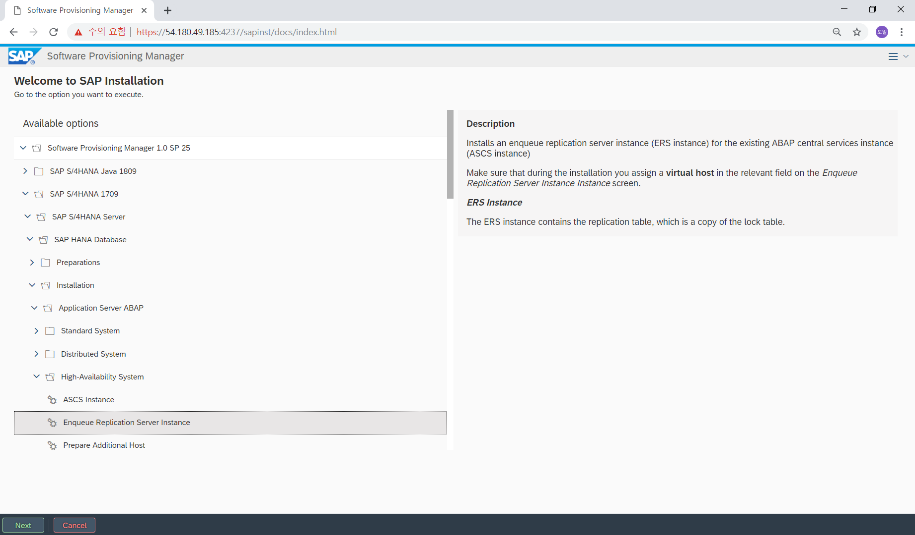 Software Provisioning Manager
주의 요함 https://54.180.49.185:4237/sapinst/docs/index.html
SAP Software Provisioning Manager
Welcome to SAP Installation
Go to the option you want to execute.
Available options
Software Provisioning Manager 1.0 SP 25
SAP S/4HANA Java 1809
SAP S/4HANA 1709
SAP S/4HANA Server
SAP HANA Database
Preparations
Installation
Application Server ABAP
Standard System
Distributed System
High-Availability System
ASCS Instance
Enqueue Replication Server Instance
Prepare Additional Host
Description
Installs an enqueue replication server instance (ERS instance) for the existing ABAP central services instance
(ASCS instance)
Make sure that during the installation you assign a virtual host in the relevant field on the Enqueue
Replication Server Instance Instance screen.
ERS Instance
The ERS instance contains the replication table, which is a copy of the lock table.
Next Cancel